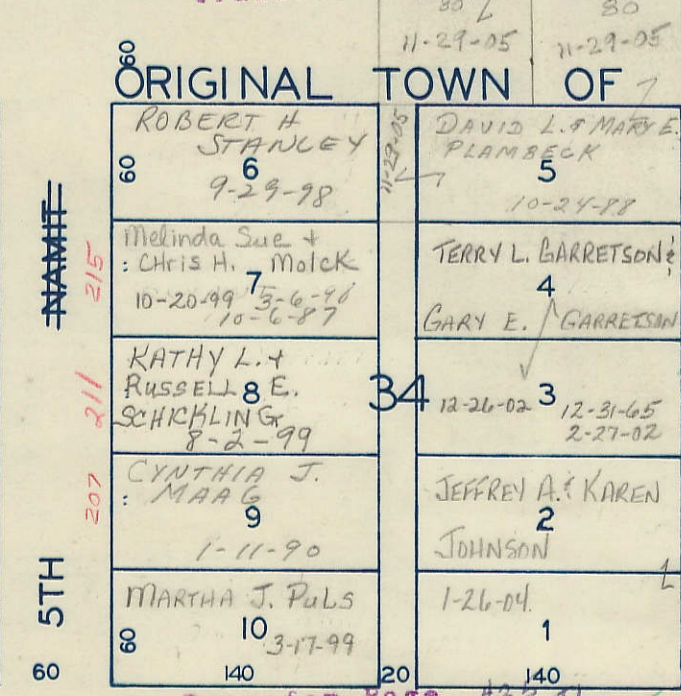 80 80
11-29-05 11-29-05
60
ORIGINAL TOWN OF
ROBERT H
STANLEY
60
6
9-29-98
11-29-05
DAVID L. & MARY E.
PLAMBECK
5
10-24-88
NAMIT
215
Melinda Sue +
: CHRIS H. Molck
7
10-20-99 3-6-90
10-6-87
TERRY L. GARRETSON &
4
GARY E. GARRETSON
211
KATHY L. +
RUSSELL E.
8
SCHICKLING
8-2-99
34
12-26-02
3
12-31-65
2-27-02
207
CYNTHIA J.
: MAAG
9
1-11-90
JEFFREY A. & KAREN
2
JOHNSON
5TH
MARTHA J. PULS
60
10
3-17-99
1-26-04.
1
60 140 20 140